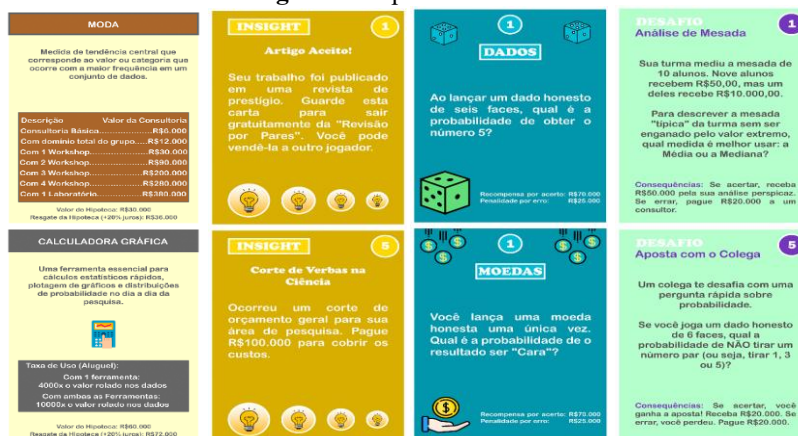 MODA
Medida de tendência central que
corresponde ao valor ou categoria que
ocorre com a maior frequência em um
conjunto de dados.
Descrição Valor da Consultoria
Consultoria Básica..................R$6.000
Com domínio total do grupo.....R$12.000
Com 1 Workshop.....................R$30.000
Com 2 Workshop.....................R$90.000
Com 3 Workshop...................R$200.000
Com 4 Workshop...................R$280.000
Com 1 Laboratório.................R$380.000
Valor da Hipoteca: R$30.000
Resgate da Hipoteca (+20% juros): R$36.000
INSIGHT 1
Artigo Aceito!
Seu trabalho foi publicado
em uma revista de
prestígio. Guarde esta
carta para sair
gratuitamente da "Revisão
por Pares". Você pode
vendê-la a outro jogador.
1
DADOS
Ao lançar um dado honesto
de seis faces, qual é a
probabilidade de obter o
número 5?
Recompensa por acerto: R$70.000
Penalidade por erro: R$25.000
DESAFIO 1
Análise de Mesada
Sua turma mediu a mesada de
10 alunos. Nove alunos
recebem R$50,00, mas um
deles recebe R$10.000,00.
Para descrever a mesada
"típica" da turma sem ser
enganado pelo valor extremo,
qual medida é melhor usar: a
Média ou a Mediana?
Consequências: Se acertar, receba
R$50.000 pela sua análise perspicaz.
Se errar, pague R$20.000 a um
consultor.
CALCULADORA GRÁFICA
Uma ferramenta essencial para
cálculos estatísticos rápidos,
plotagem de gráficos e distribuições
de probabilidade no dia a dia da
pesquisa.
Taxa de Uso (Aluguel):
Com 1 ferramenta:
4000x o valor rolado nos dados
Com ambas as Ferramentas:
10000x o valor rolado nos dados
Valor da Hipoteca: R$60.000
Resgate da Hipoteca (+20% juros): R$72.000
INSIGHT 5
Corte de Verbas na
Ciência
Ocorreu um corte de
orçamento geral para sua
área de pesquisa. Pague
R$100.000 para cobrir os
custos.
1
MOEDAS
Você lança uma moeda
honesta uma única vez.
Qual é a probabilidade de o
resultado ser "Cara"?
Recompensa por acerto: R$70.000
Penalidade por erro: R$25.000
DESAFIO 5
Aposta com o Colega
Um colega te desafia com uma
pergunta rápida sobre
probabilidade.
Se você joga um dado honesto
de 6 faces, qual a
probabilidade de NÃO tirar um
número par (ou seja, tirar 1, 3
ou 5)?
Consequências: Se acertar, você
ganha a aposta! Receba R$20.000. Se
errar, você perdeu. Pague R$20.000.